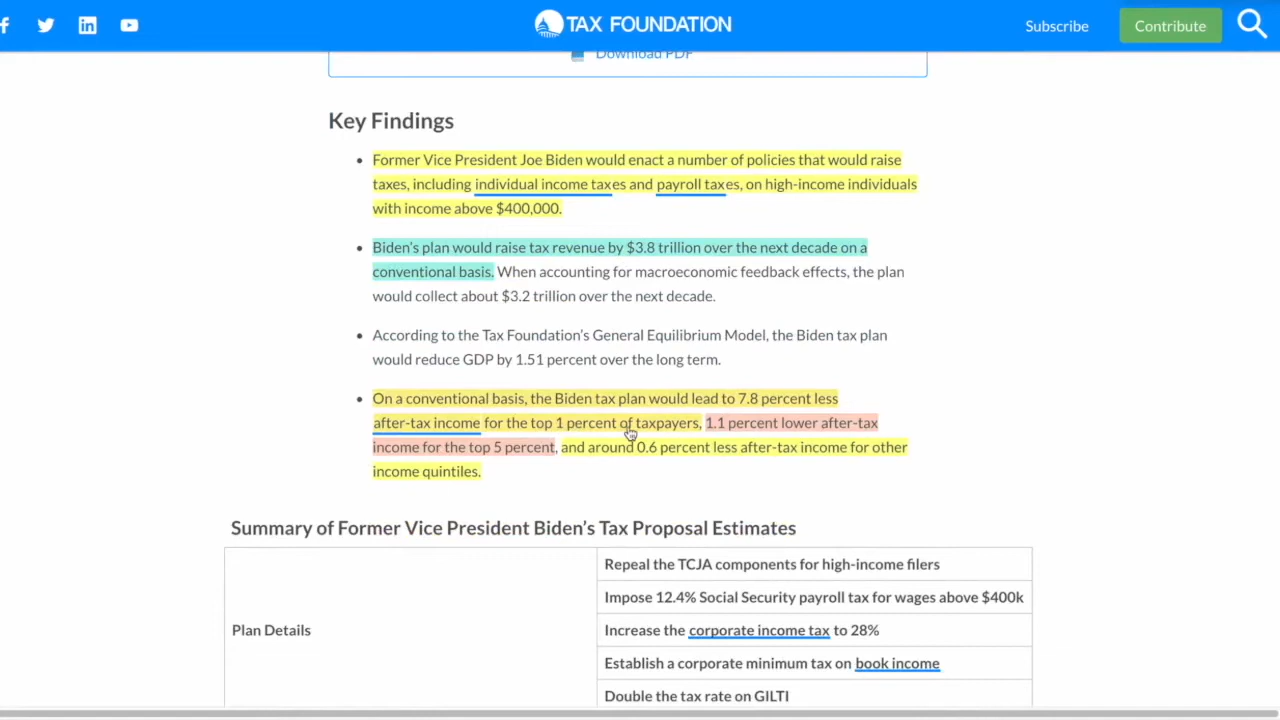 TAX FOUNDATION
Subscribe
Contribute
Download PDF
Key Findings
Former Vice President Joe Biden would enact a number of policies that would raise
taxes, including individual income taxes and payroll taxes, on high-income individuals
with income above $400,000.
Biden's plan would raise tax revenue by $3.8 trillion over the next decade on a
conventional basis. When accounting for macroeconomic feedback effects, the plan
would collect about $3.2 trillion over the next decade.
According to the Tax Foundation's General Equilibrium Model, the Biden tax plan
would reduce GDP by 1.51 percent over the long term.
On a conventional basis, the Biden tax plan would lead to 7.8 percent less
after-tax income for the top 1 percent of taxpayers, 1.1 percent lower after-tax
income for the top 5 percent, and around 0.6 percent less after-tax income for other
income quintiles.
Summary of Former Vice President Biden's Tax Proposal Estimates
Plan Details
Repeal the TCJA components for high-income filers
Impose 12.4% Social Security payroll tax for wages above $400k
Increase the corporate income tax to 28%
Establish a corporate minimum tax on book income
Double the tax rate on GILTI